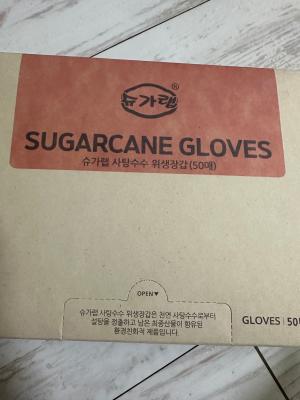 슈가랩®
SUGARCANE GLOVES
슈가랩 사탕수수 위생장갑(50매)
OPEN▼
슈가랩 사탕수수 위생장갑은 천연 사탕수수로부터
설탕을 정출하고 남은 최종산물이 함유된
환경친화적 제품입니다.
GLOVES | 50